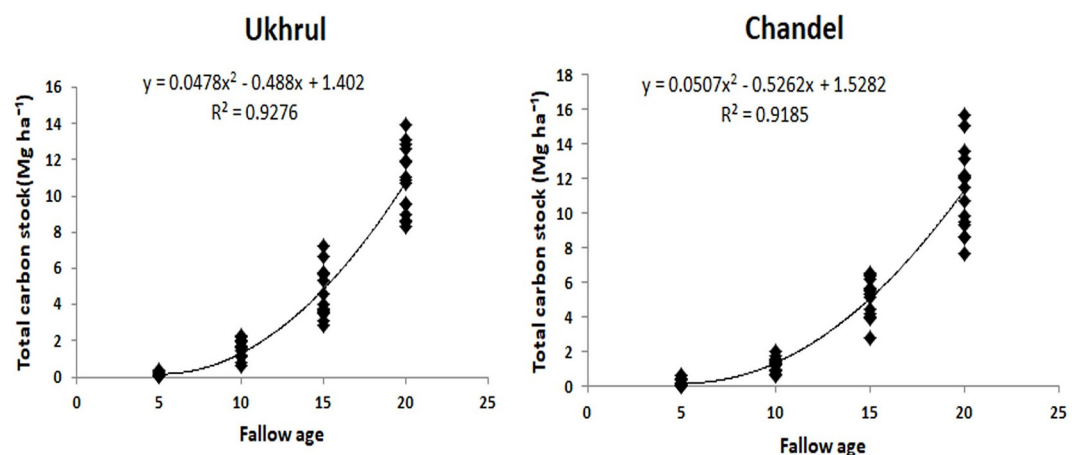 Ukhrul
y = 0.0478x² - 0.488x + 1.402
R² = 0.9276
Total carbon stock(Mg ha⁻¹)
16
14
12
10
8
6
4
2
0
0 5 10 15 20 25
Fallow age
Chandel
y = 0.0507x² - 0.5262x + 1.5282
R² = 0.9185
Total carbon stock (Mg ha⁻¹)
18
16
14
12
10
8
6
4
2
0
0 5 10 15 20 25
Fallow age